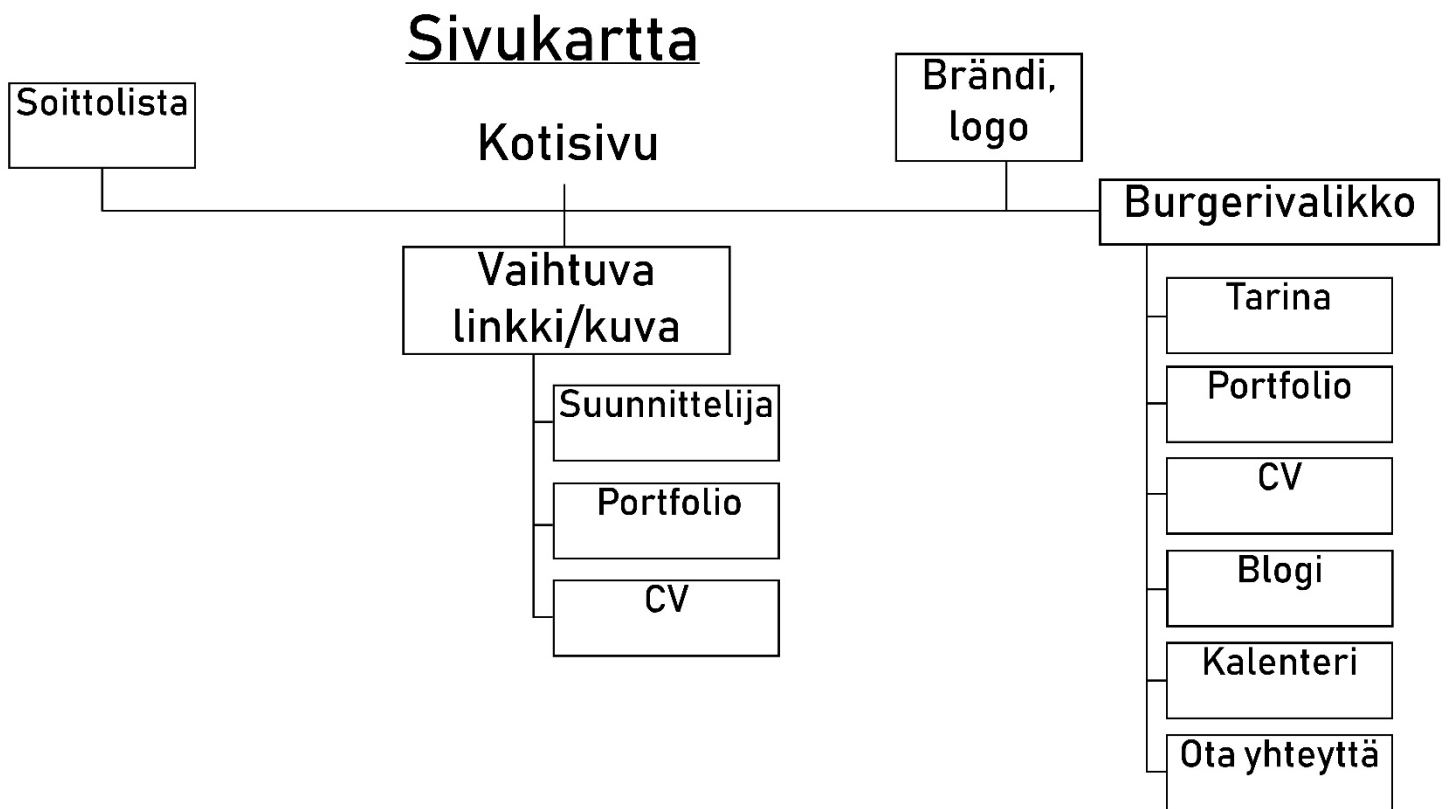 Sivukartta
Soittolista
Kotisivu
Brändi,
logo
Burgerivalikko
Vaihtuva
linkki/kuva
Suunnittelija
Portfolio
CV
Tarina
Portfolio
CV
Blogi
Kalenteri
Ota yhteyttä